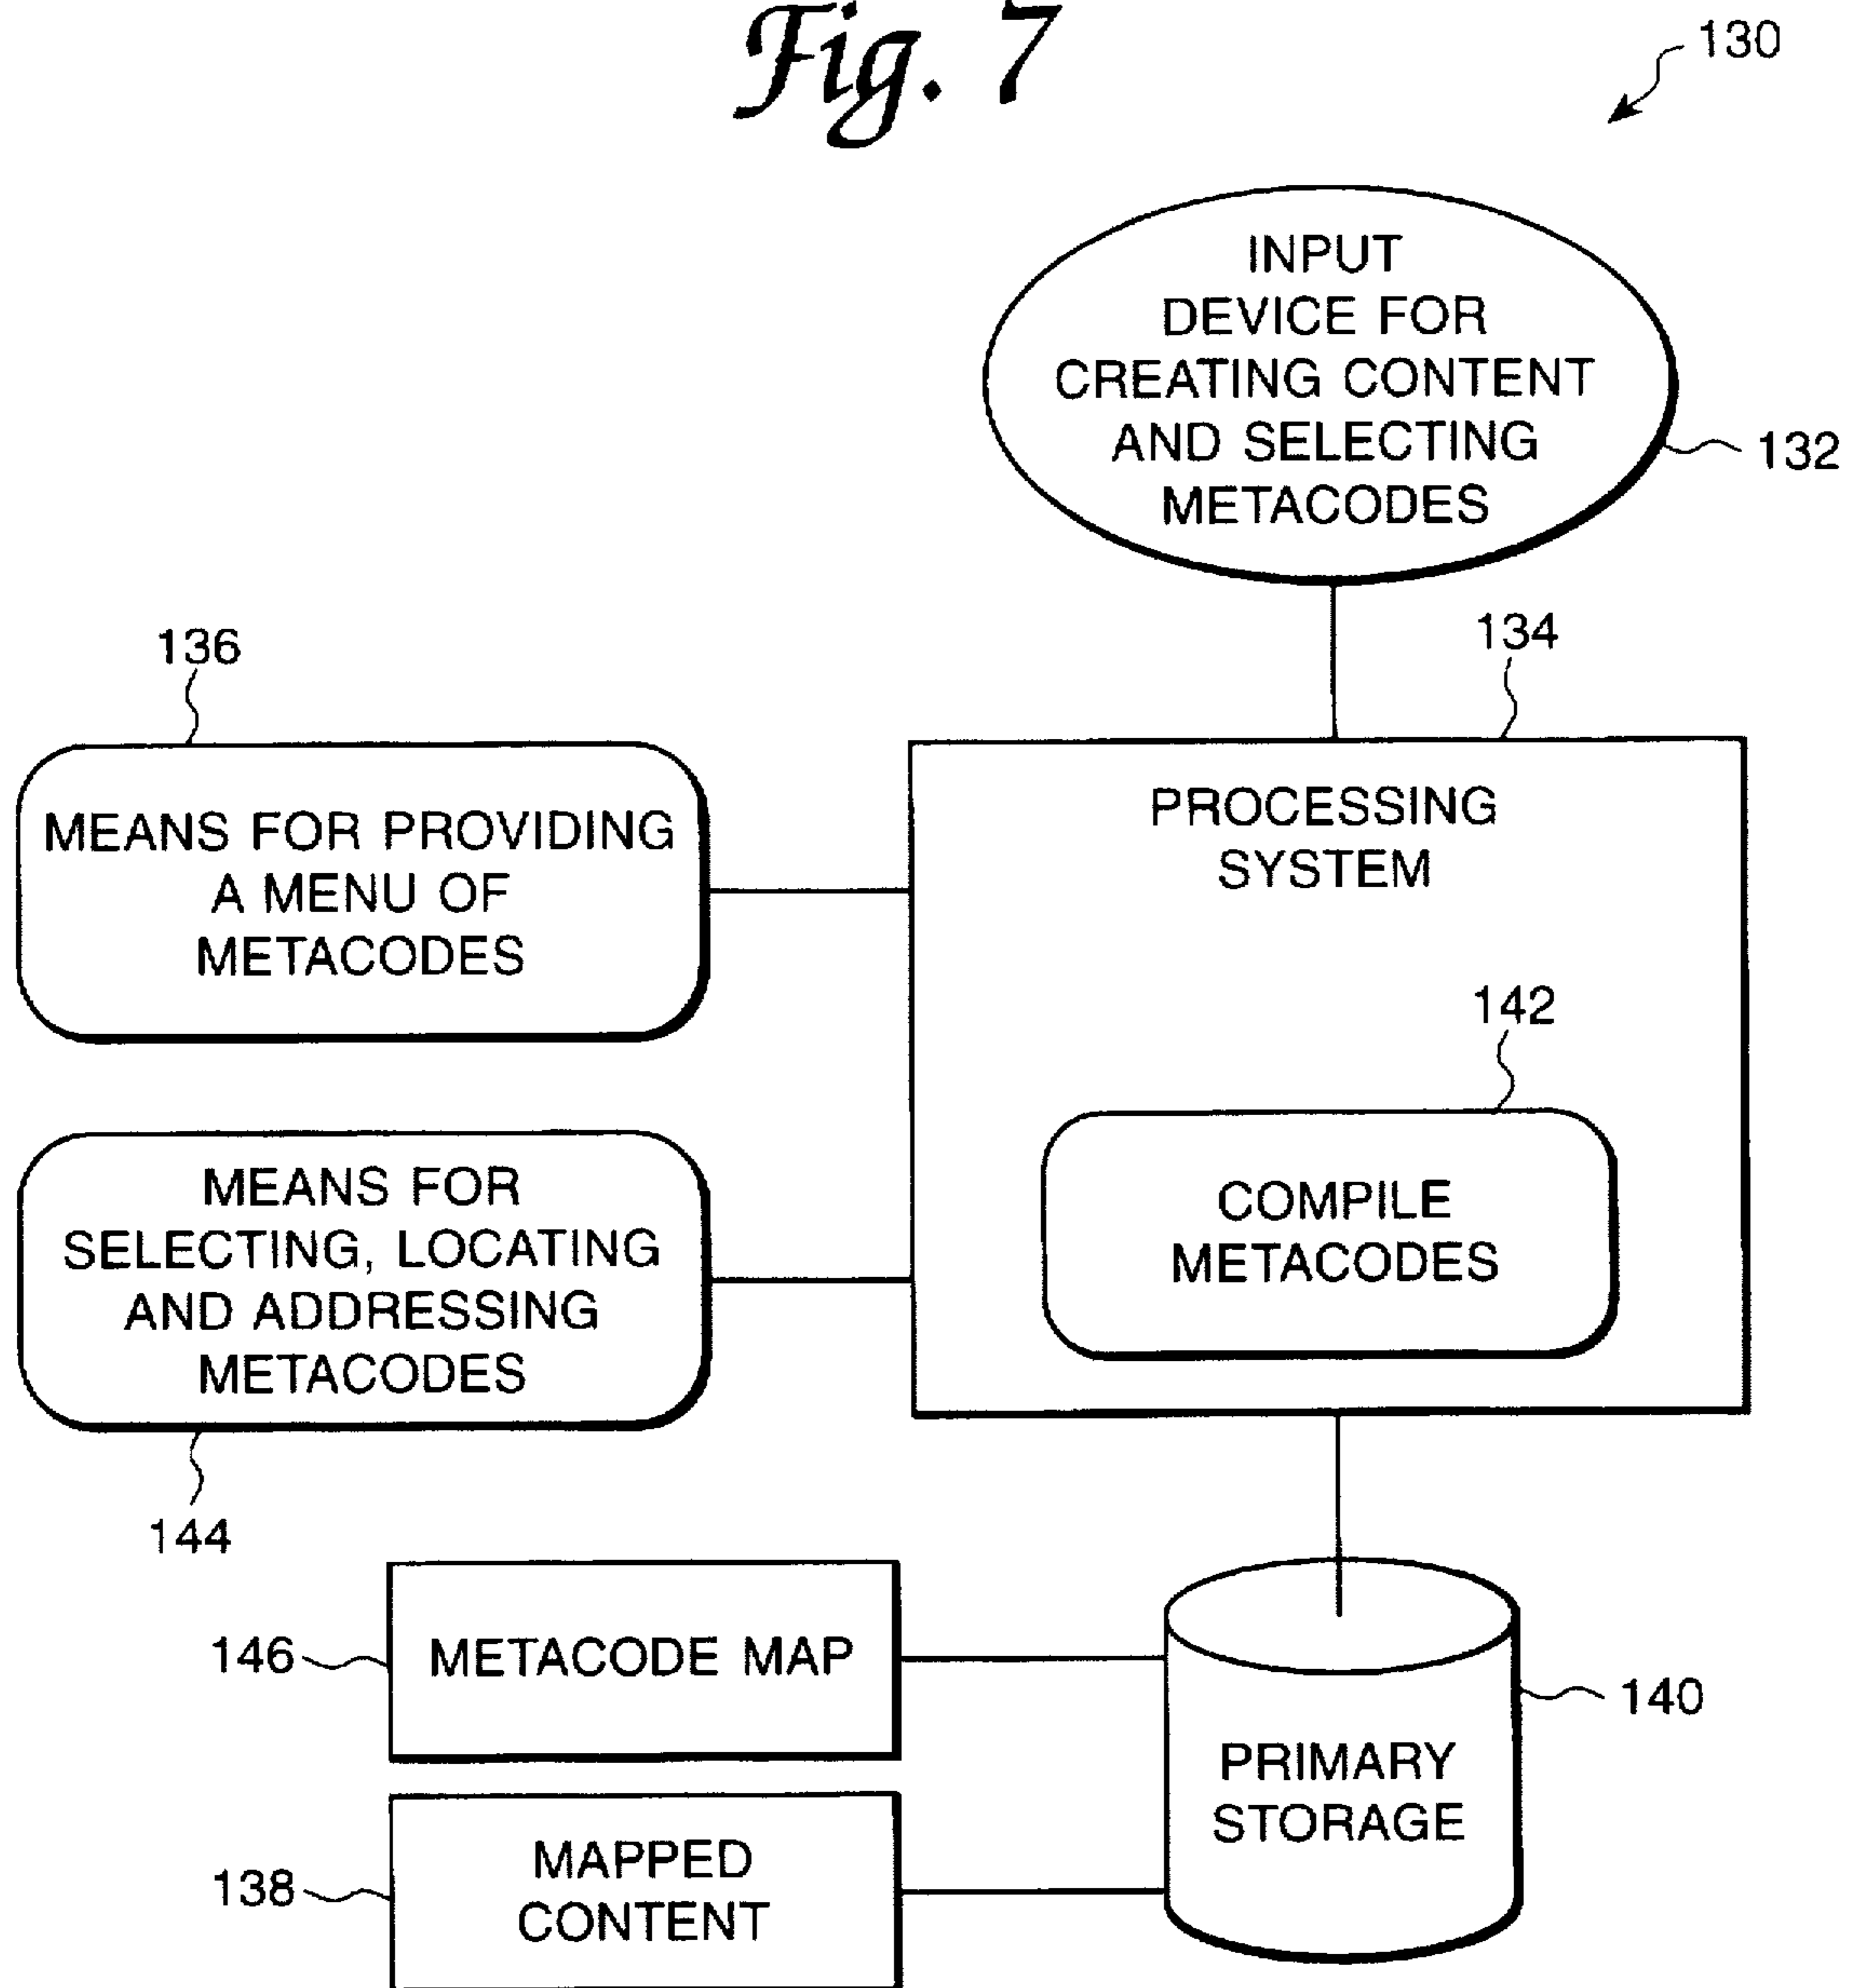 Fig. 7
130
INPUT
DEVICE FOR
CREATING CONTENT
AND SELECTING
METACODES
132
136
134
MEANS FOR PROVIDING
A MENU OF
METACODES
PROCESSING
SYSTEM
142
MEANS FOR
SELECTING, LOCATING
AND ADDRESSING
METACODES
COMPILE
METACODES
144
146
METACODE MAP
140
PRIMARY
STORAGE
138
MAPPED
CONTENT